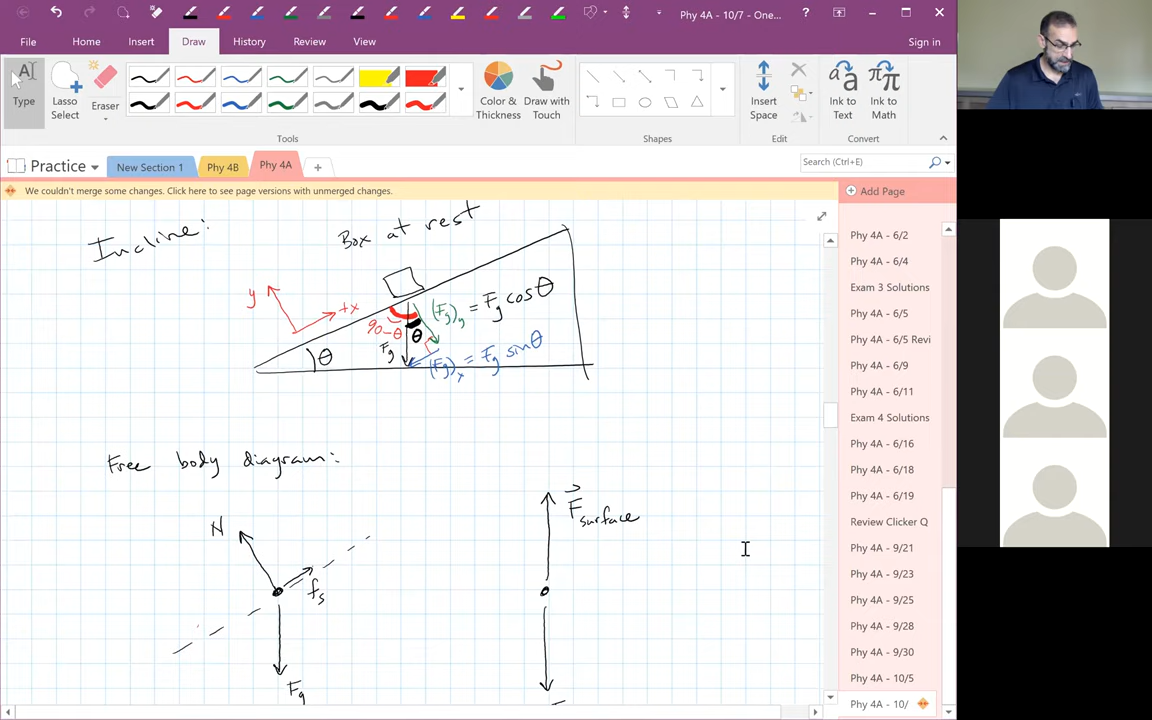 Phy 4A - 10/7 - One...
?
File
Home
Insert
Draw
History
Review
View
Sign in
Type
Lasso Select
Eraser
Color & Thickness
Draw with Touch
Insert Space
Ink to Text
Ink to Math
Tools
Shapes
Edit
Convert
Practice
New Section 1
Phy 4B
Phy 4A
+
Search (Ctrl+E)
We couldn't merge some changes. Click here to see page versions with unmerged changes.
Add Page
Phy 4A - 6/2
Phy 4A - 6/4
Exam 3 Solutions
Phy 4A - 6/5
Phy 4A - 6/5 Revi
Phy 4A - 6/9
Phy 4A - 6/11
Exam 4 Solutions
Phy 4A - 6/16
Phy 4A - 6/18
Phy 4A - 6/19
Review Clicker Q
Phy 4A - 9/21
Phy 4A - 9/23
Phy 4A - 9/25
Phy 4A - 9/28
Phy 4A - 9/30
Phy 4A - 10/5
Phy 4A - 10/
Incline:
Box at rest
y
+x
(Fg)y = Fg cosθ
90-θ
θ
θ
Fg
(Fg)x = Fg sinθ
Free body diagram:
N
fs
Fg
F surface